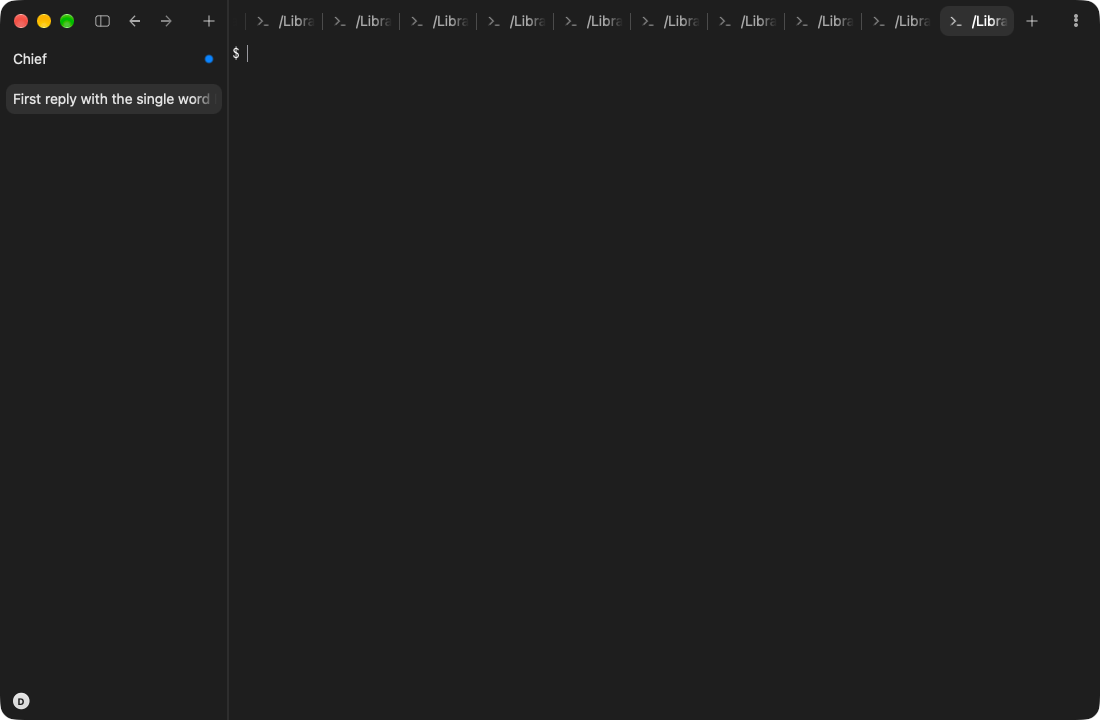 >_ /Libra >_ /Libra >_ /Libra >_ /Libra >_ /Libra >_ /Libra >_ /Libra >_ /Libra >_ /Libra >_ /Libra
Chief
First reply with the single word
$
D